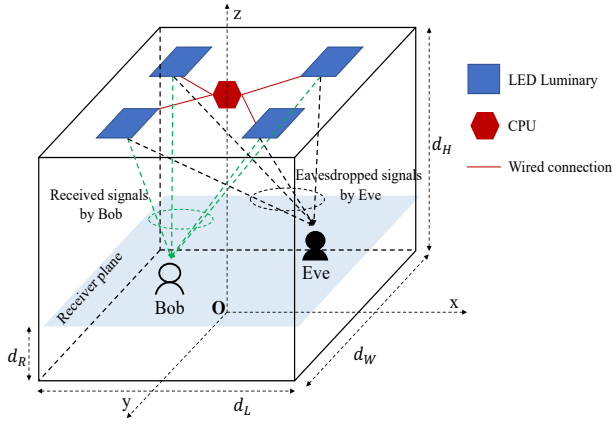 z
LED Luminary
CPU
Wired connection
d_H
Received signals
by Bob
Eavesdropped signals
by Eve
Receiver plane
Bob
Eve
O
x
d_R
d_W
y
d_L